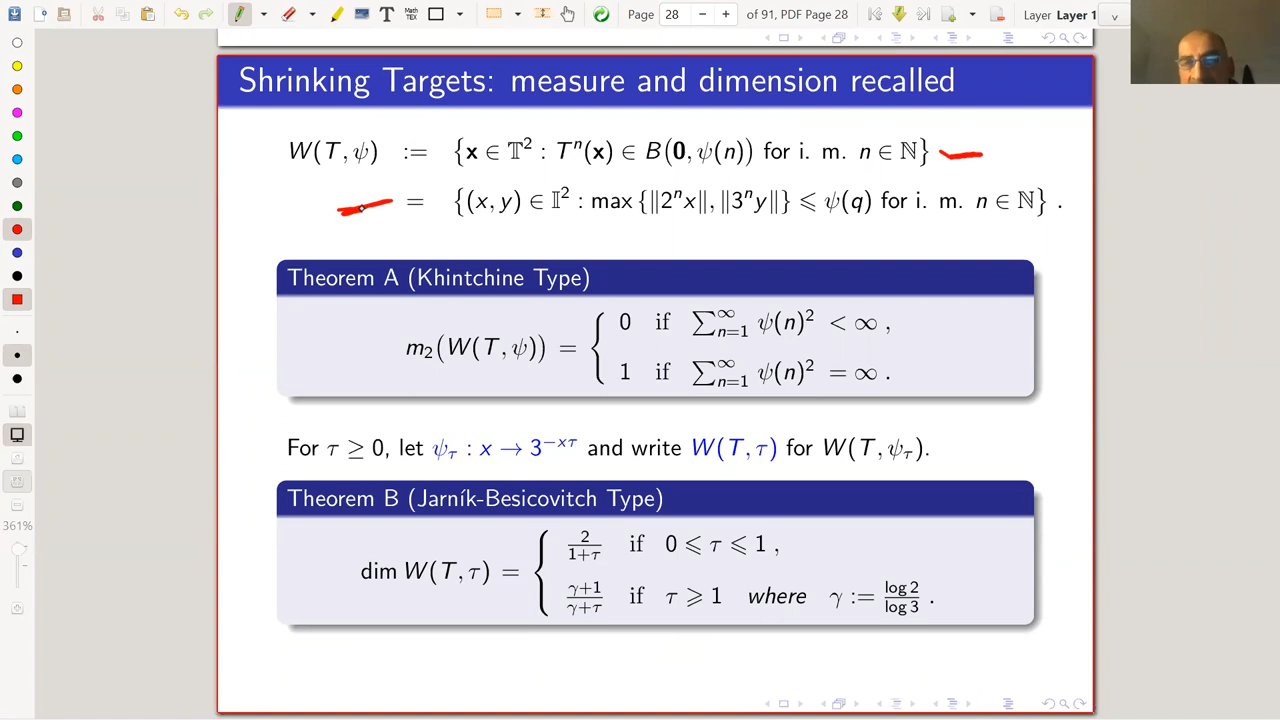 Page 28 of 91, PDF Page 28 Layer Layer 1
T Math TEX
361%
Shrinking Targets: measure and dimension recalled
W(T, ψ) := {x ∈ 𝕋² : Tⁿ(x) ∈ B(0, ψ(n)) for i. m. n ∈ ℕ}
= {(x, y) ∈ 𝕀² : max {‖2ⁿx‖, ‖3ⁿy‖} ⩽ ψ(q) for i. m. n ∈ ℕ} .
Theorem A (Khintchine Type)
m₂(W(T, ψ)) = { 0 if ∑_{n=1}^∞ ψ(n)² < ∞ ,
1 if ∑_{n=1}^∞ ψ(n)² = ∞ .
For τ ≥ 0, let ψ_τ : x → 3^{−xτ} and write W(T, τ) for W(T, ψ_τ).
Theorem B (Jarník-Besicovitch Type)
dim W(T, τ) = { 2/(1+τ) if 0 ⩽ τ ⩽ 1 ,
(γ+1)/(γ+τ) if τ ⩾ 1 where γ := log 2/log 3 .